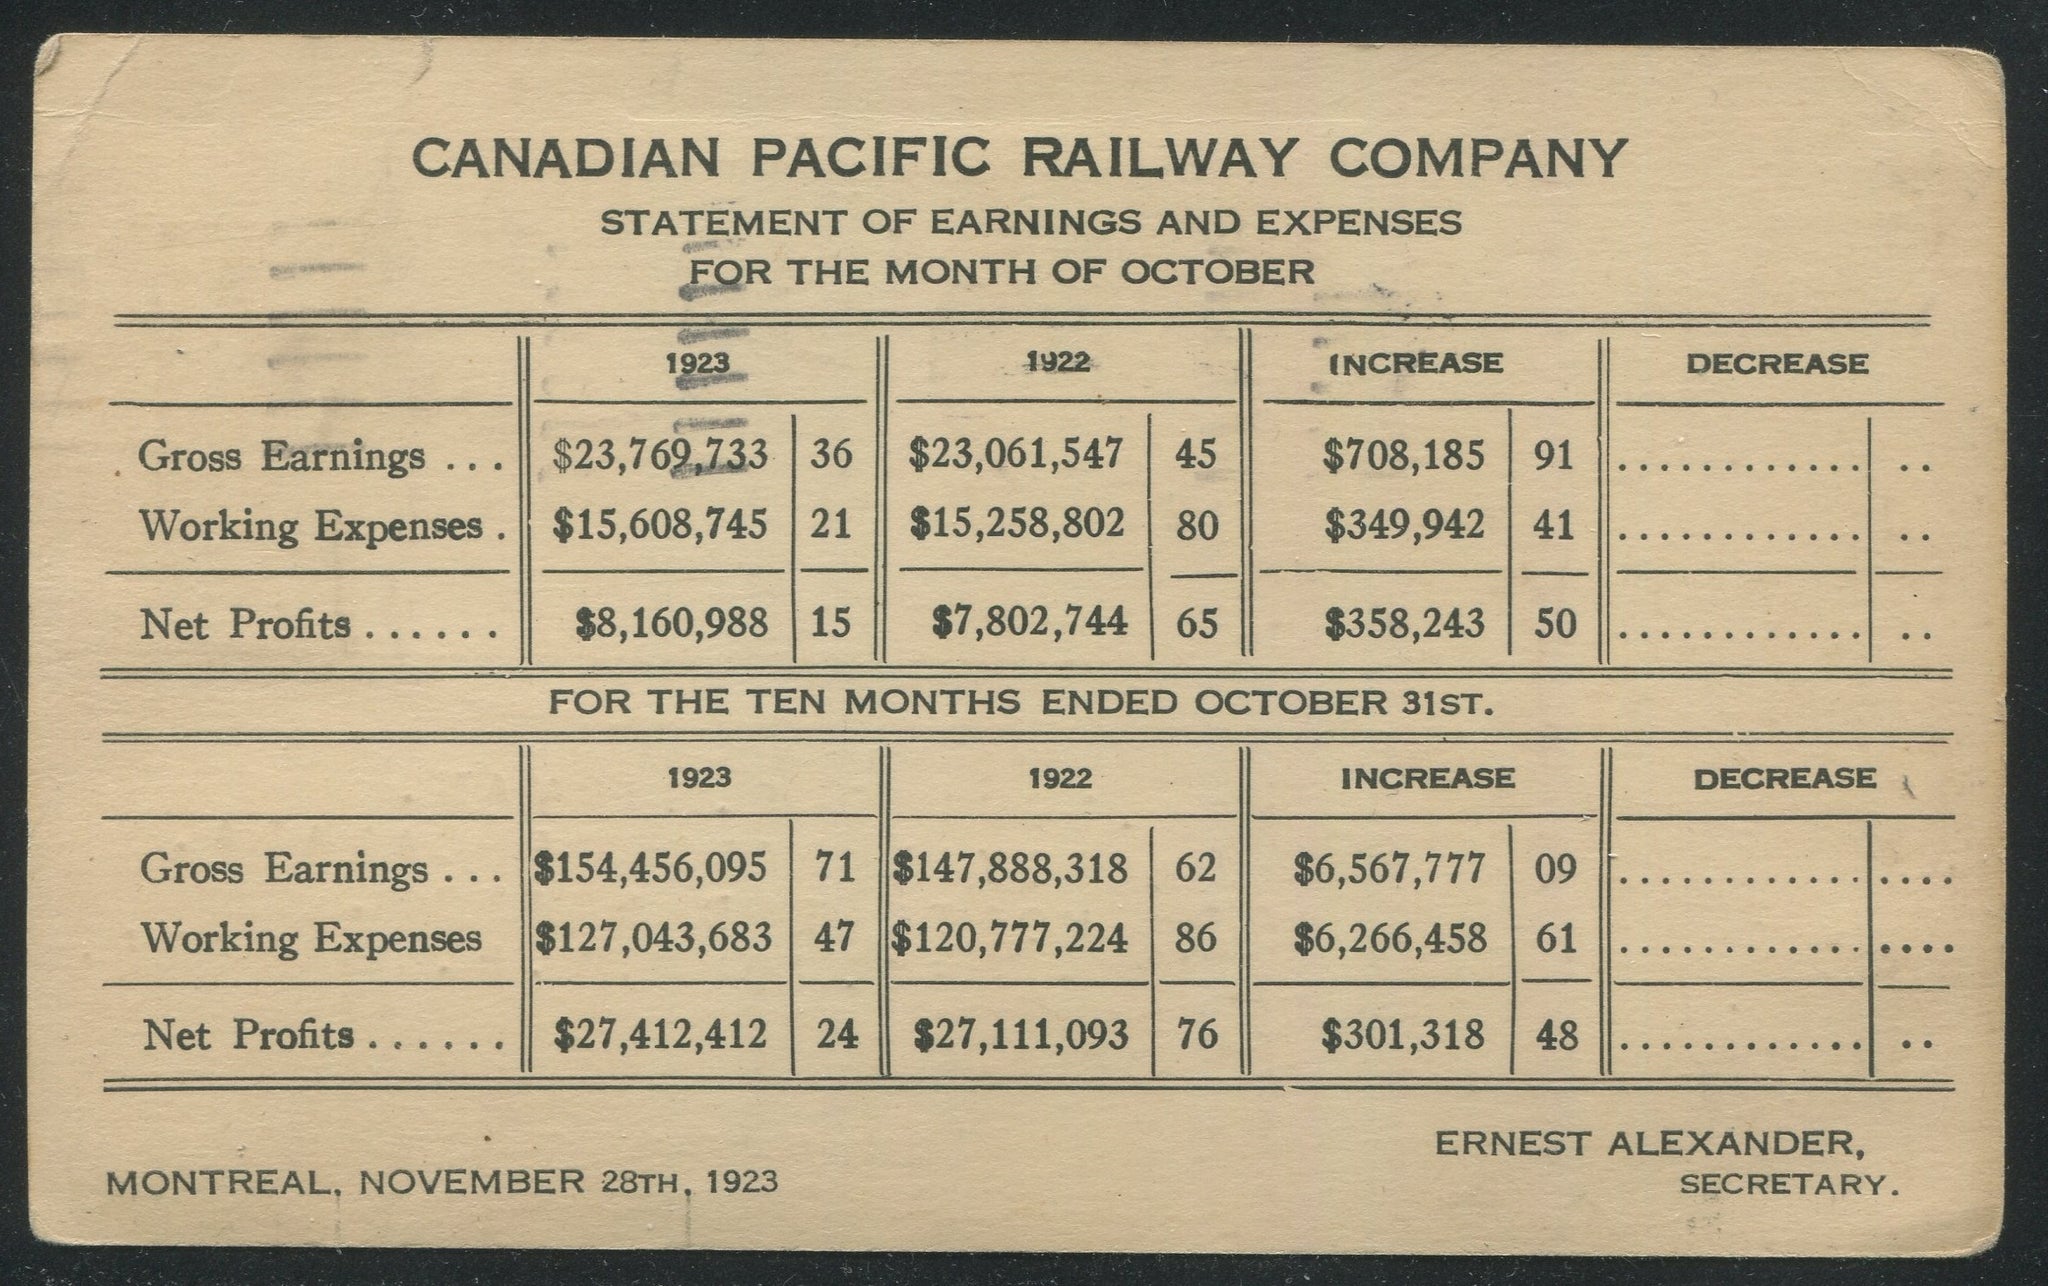 CANADIAN PACIFIC RAILWAY COMPANY
STATEMENT OF EARNINGS AND EXPENSES
FOR THE MONTH OF OCTOBER
1923 1922 INCREASE DECREASE
Gross Earnings ... $23,769,733 36 $23,061,547 45 $708,185 91 ............ ..
Working Expenses . $15,608,745 21 $15,258,802 80 $349,942 41 ............ ..
Net Profits ...... $8,160,988 15 $7,802,744 65 $358,243 50 ............ ..
FOR THE TEN MONTHS ENDED OCTOBER 31ST.
1923 1922 INCREASE DECREASE
Gross Earnings ... $154,456,095 71 $147,888,318 62 $6,567,777 09 ............ ....
Working Expenses $127,043,683 47 $120,777,224 86 $6,266,458 61 ............ ....
Net Profits ...... $27,412,412 24 $27,111,093 76 $301,318 48 ............ ..
ERNEST ALEXANDER,
MONTREAL, NOVEMBER 28TH, 1923 SECRETARY.